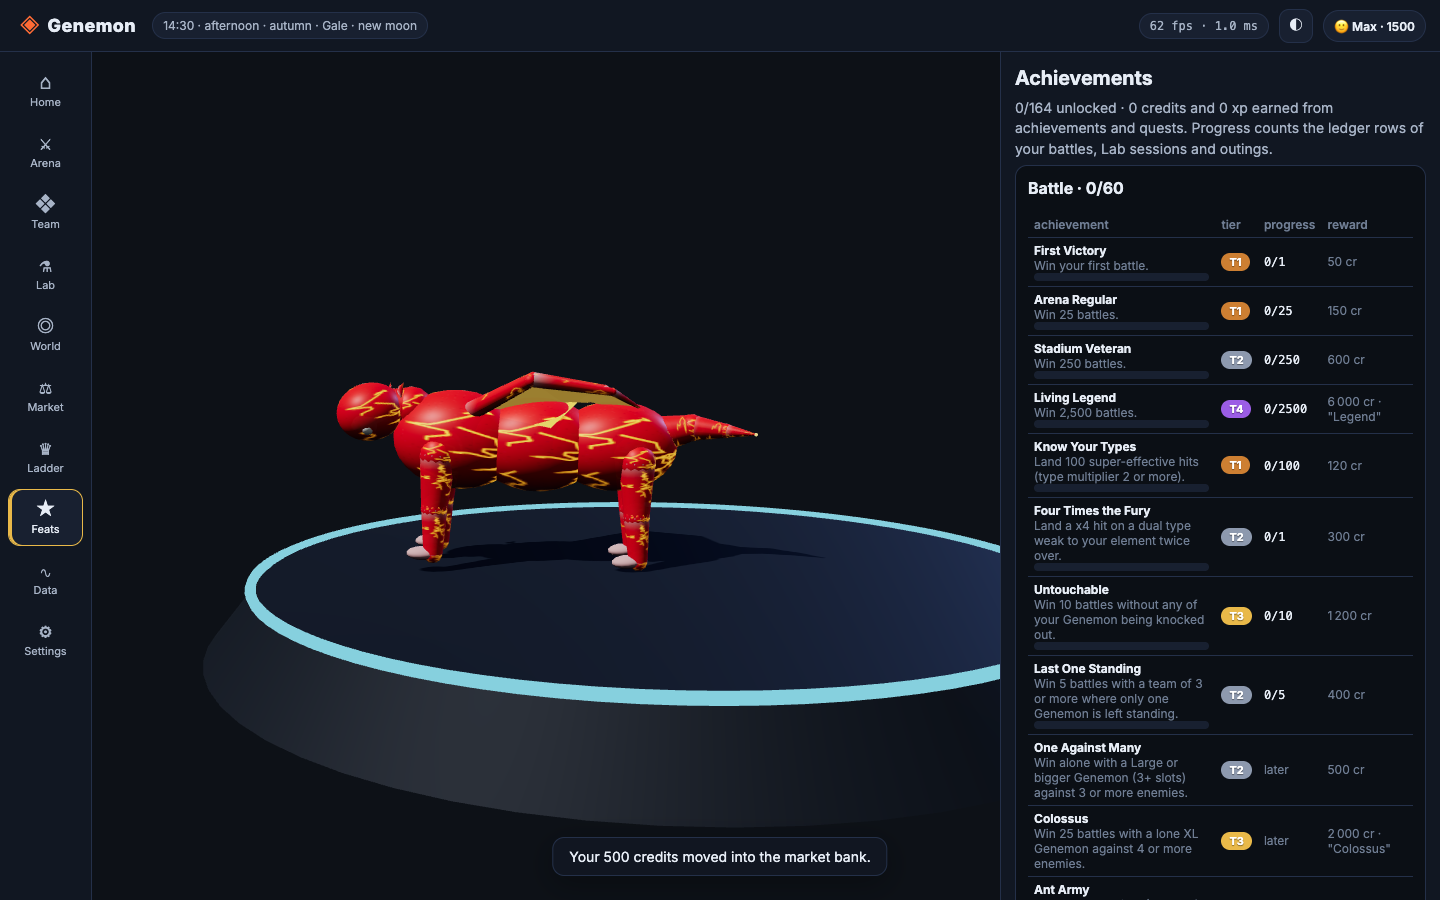 Genemon
14:30 · afternoon · autumn · Gale · new moon
62 fps · 1.0 ms
Max · 1500
Home
Arena
Team
Lab
World
Market
Ladder
Feats
Data
Settings
Your 500 credits moved into the market bank.
Achievements
0/164 unlocked · 0 credits and 0 xp earned from
achievements and quests. Progress counts the ledger rows of
your battles, Lab sessions and outings.
Battle · 0/60
achievement tier progress reward
First Victory
Win your first battle.
T1 0/1 50 cr
Arena Regular
Win 25 battles.
T1 0/25 150 cr
Stadium Veteran
Win 250 battles.
T2 0/250 600 cr
Living Legend
Win 2,500 battles.
T4 0/2500 6 000 cr ·
"Legend"
Know Your Types
Land 100 super-effective hits
(type multiplier 2 or more).
T1 0/100 120 cr
Four Times the Fury
Land a x4 hit on a dual type
weak to your element twice
over.
T2 0/1 300 cr
Untouchable
Win 10 battles without any of
your Genemon being knocked
out.
T3 0/10 1 200 cr
Last One Standing
Win 5 battles with a team of 3
or more where only one
Genemon is left standing.
T2 0/5 400 cr
One Against Many
Win alone with a Large or
bigger Genemon (3+ slots)
against 3 or more enemies.
T2 later 500 cr
Colossus
Win 25 battles with a lone XL
Genemon against 4 or more
enemies.
T3 later 2 000 cr ·
"Colossus"
Ant Army